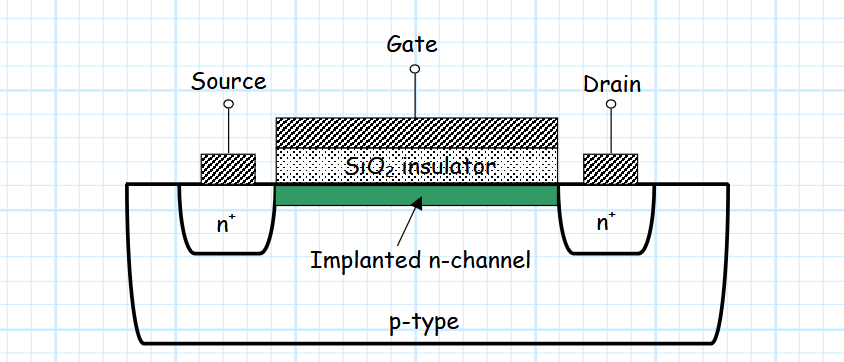 Gate
Source
Drain
SiO₂ insulator
n⁺
n⁺
Implanted n-channel
p-type